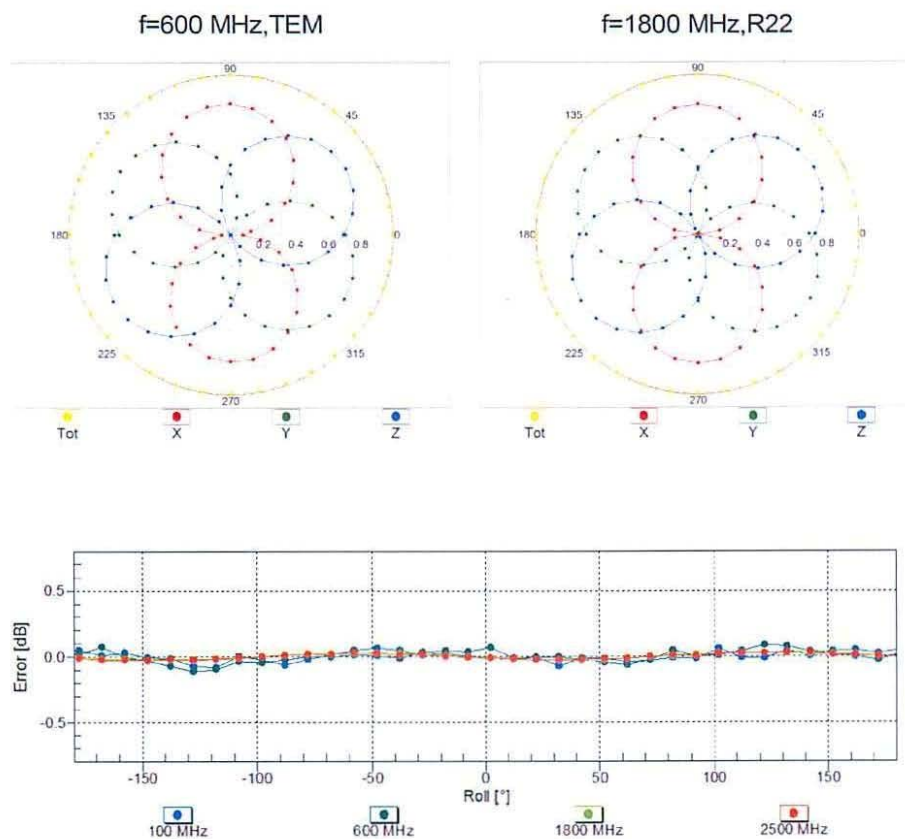 f=600 MHz,TEM
f=1800 MHz,R22
90
135
45
180
0.2 0.4 0.6 0.8
0
225
315
270
Tot X Y Z
90
135
45
180
0.2 0.4 0.6 0.8
0
225
315
270
Tot X Y Z
Error [dB]
0.5
0.0
-0.5
-150 -100 -50 0 50 100 150
Roll [°]
100 MHz 600 MHz 1800 MHz 2500 MHz